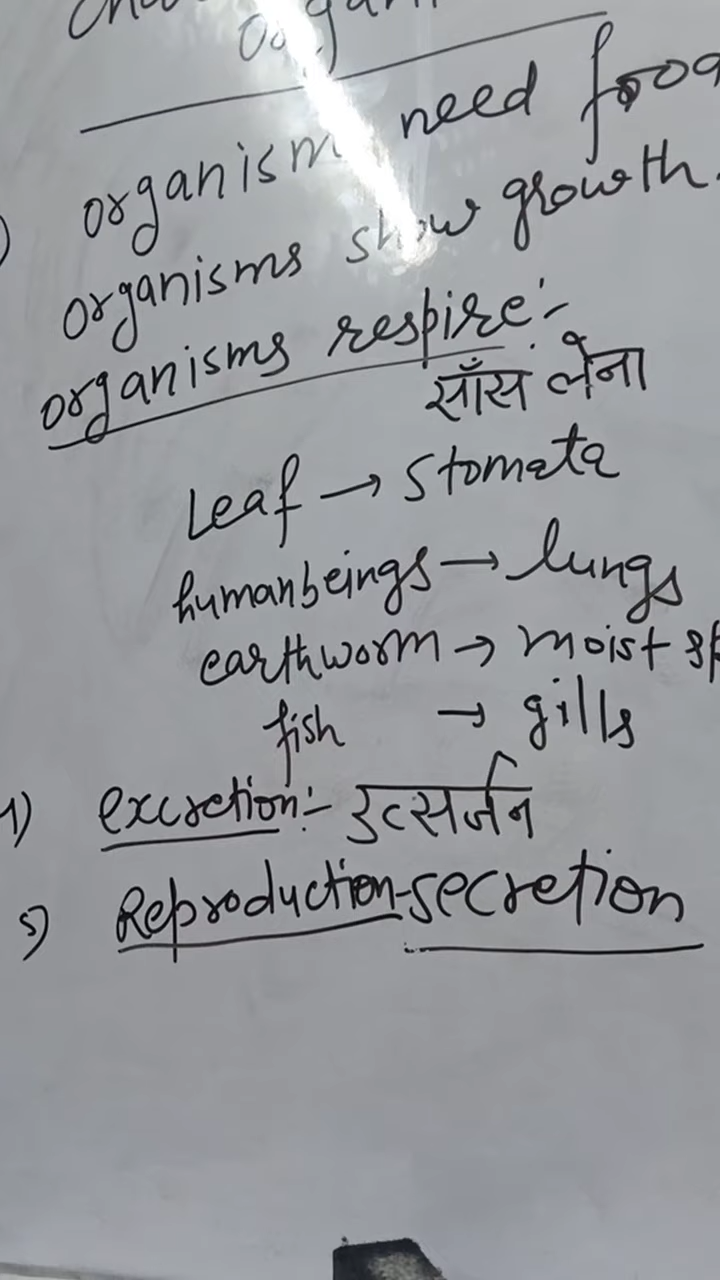 organism need food
organisms show growth.
organisms respire:-
साँस लेना
Leaf → stomata
humanbeings → lungs
earthworm → moist
fish → gills
excretion:- उत्सर्जन
5) Reproduction-secretion